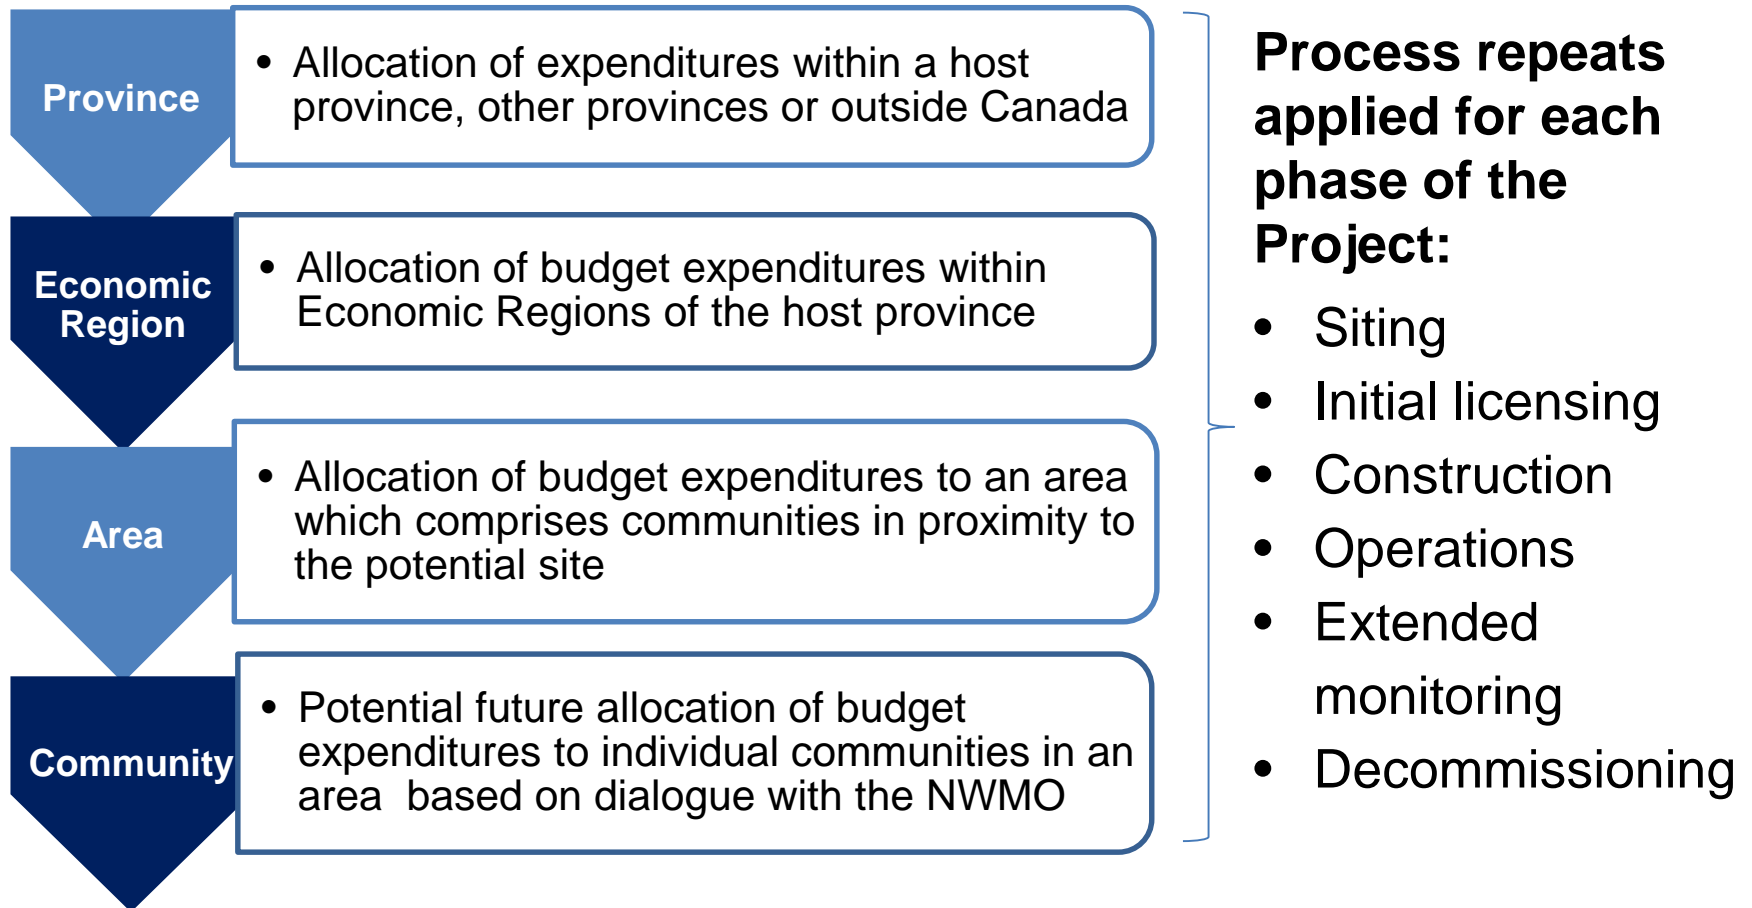 Province
• Allocation of expenditures within a host
province, other provinces or outside Canada
Economic
Region
• Allocation of budget expenditures within
Economic Regions of the host province
Area
• Allocation of budget expenditures to an area
which comprises communities in proximity to
the potential site
Community
• Potential future allocation of budget
expenditures to individual communities in an
area  based on dialogue with the NWMO
Process repeats
applied for each
phase of the
Project:
• Siting
• Initial licensing
• Construction
• Operations
• Extended
monitoring
• Decommissioning